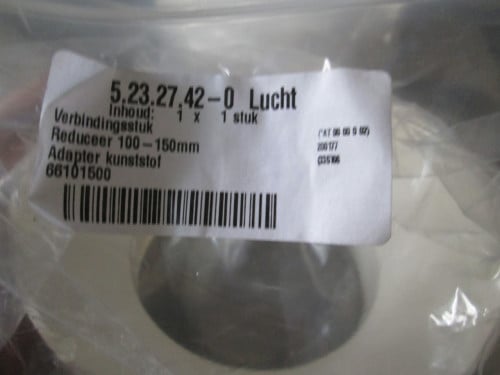 5.23.27.42-0 Lucht
Inhoud: 1 x 1 stuk
Verbindingsstuk
Reduceer 100-150mm
Adapter kunststof
66101500